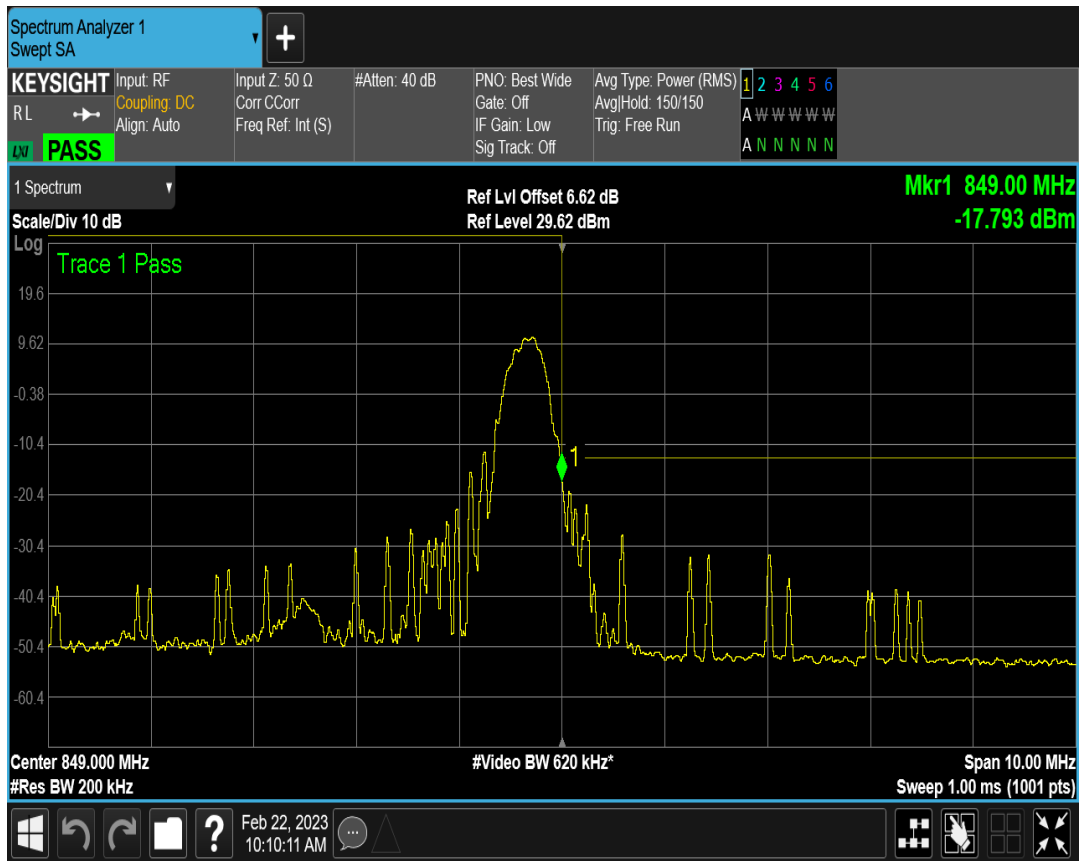 Spectrum Analyzer 1
Swept SA
+
KEYSIGHT Input: RF Input Z: 50 Ω #Atten: 40 dB PNO: Best Wide Avg Type: Power (RMS) 1 2 3 4 5 6
RL Coupling: DC Corr CCorr Gate: Off Avg|Hold: 150/150 A W W W W W
Align: Auto Freq Ref: Int (S) IF Gain: Low Trig: Free Run
LXI PASS Sig Track: Off A N N N N N
1 Spectrum
Ref Lvl Offset 6.62 dB Mkr1 849.00 MHz
Scale/Div 10 dB Ref Level 29.62 dBm -17.793 dBm
Log
Trace 1 Pass
19.6
9.62
-0.38
-10.4
1
-20.4
-30.4
-40.4
-50.4
-60.4
Center 849.000 MHz #Video BW 620 kHz* Span 10.00 MHz
#Res BW 200 kHz Sweep 1.00 ms (1001 pts)
? Feb 22, 2023
10:10:11 AM